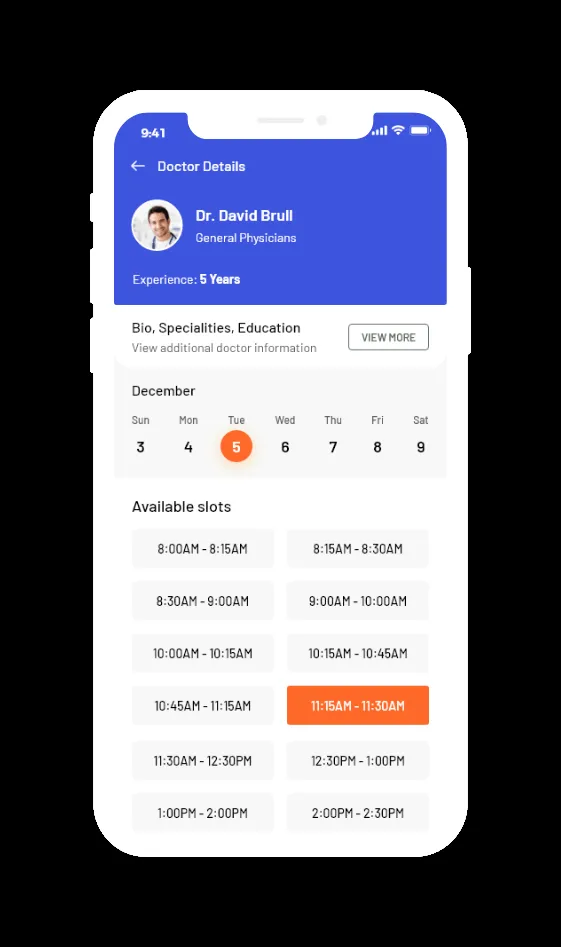 9:41
Doctor Details
Dr. David Brull
General Physicians
Experience: 5 Years
Bio, Specialities, Education
View additional doctor information
VIEW MORE
December
Sun Mon Tue Wed Thu Fri Sat
3 4 5 6 7 8 9
Available slots
8:00AM - 8:15AM 8:15AM - 8:30AM
8:30AM - 9:00AM 9:00AM - 10:00AM
10:00AM - 10:15AM 10:15AM - 10:45AM
10:45AM - 11:15AM 11:15AM - 11:30AM
11:30AM - 12:30PM 12:30PM - 1:00PM
1:00PM - 2:00PM 2:00PM - 2:30PM